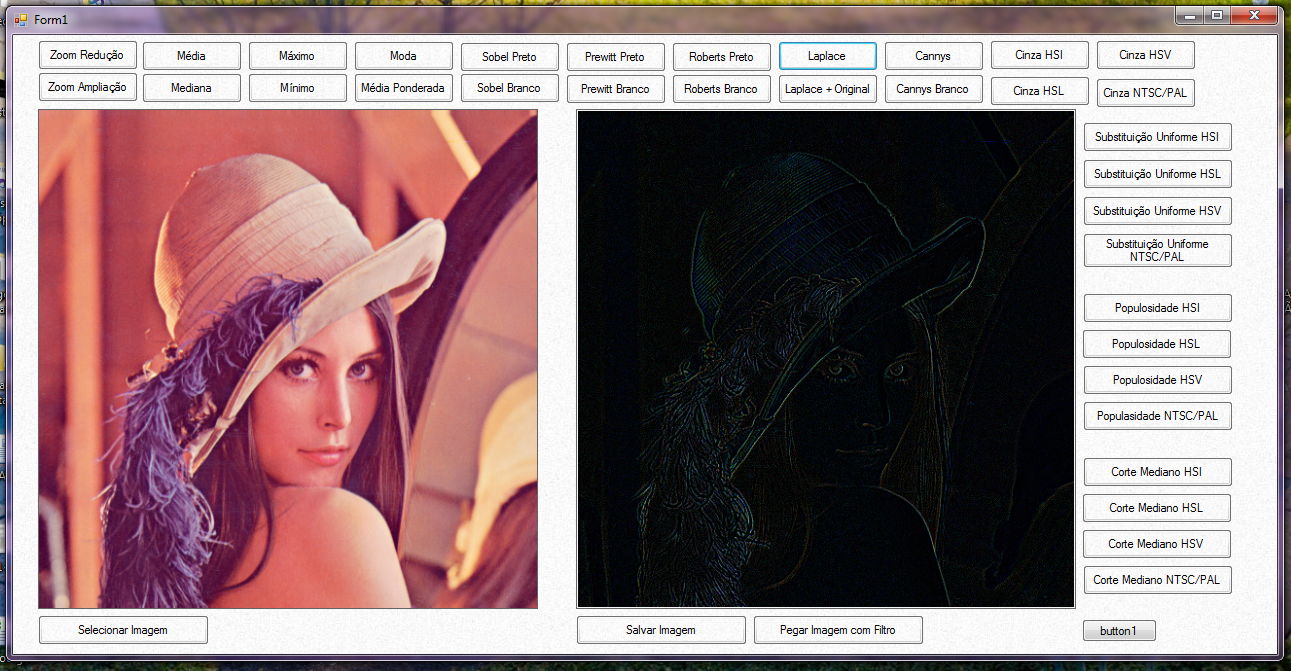 Form1
Zoom Redução
Média
Máximo
Moda
Sobel Preto
Prewitt Preto
Roberts Preto
Laplace
Cannys
Cinza HSI
Cinza HSV
Zoom Ampliação
Mediana
Mínimo
Média Ponderada
Sobel Branco
Prewitt Branco
Roberts Branco
Laplace + Original
Cannys Branco
Cinza HSL
Cinza NTSC/PAL
Substituição Uniforme HSI
Substituição Uniforme HSL
Substituição Uniforme HSV
Substituição Uniforme
NTSC/PAL
Populosidade HSI
Populosidade HSL
Populosidade HSV
Populasidade NTSC/PAL
Corte Mediano HSI
Corte Mediano HSL
Corte Mediano HSV
Corte Mediano NTSC/PAL
Selecionar Imagem
Salvar Imagem
Pegar Imagem com Filtro
button1